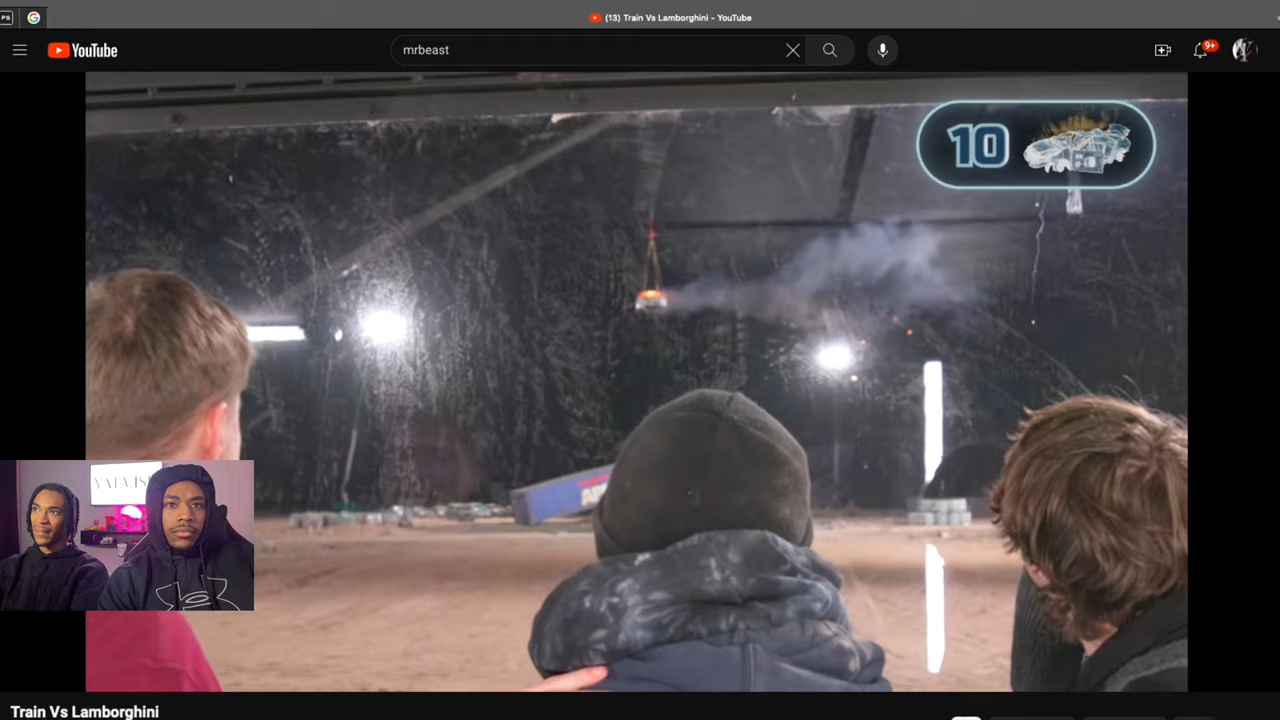 (13) Train Vs Lamborghini - YouTube
YouTube
mrbeast
9+
10
Train Vs Lamborghini